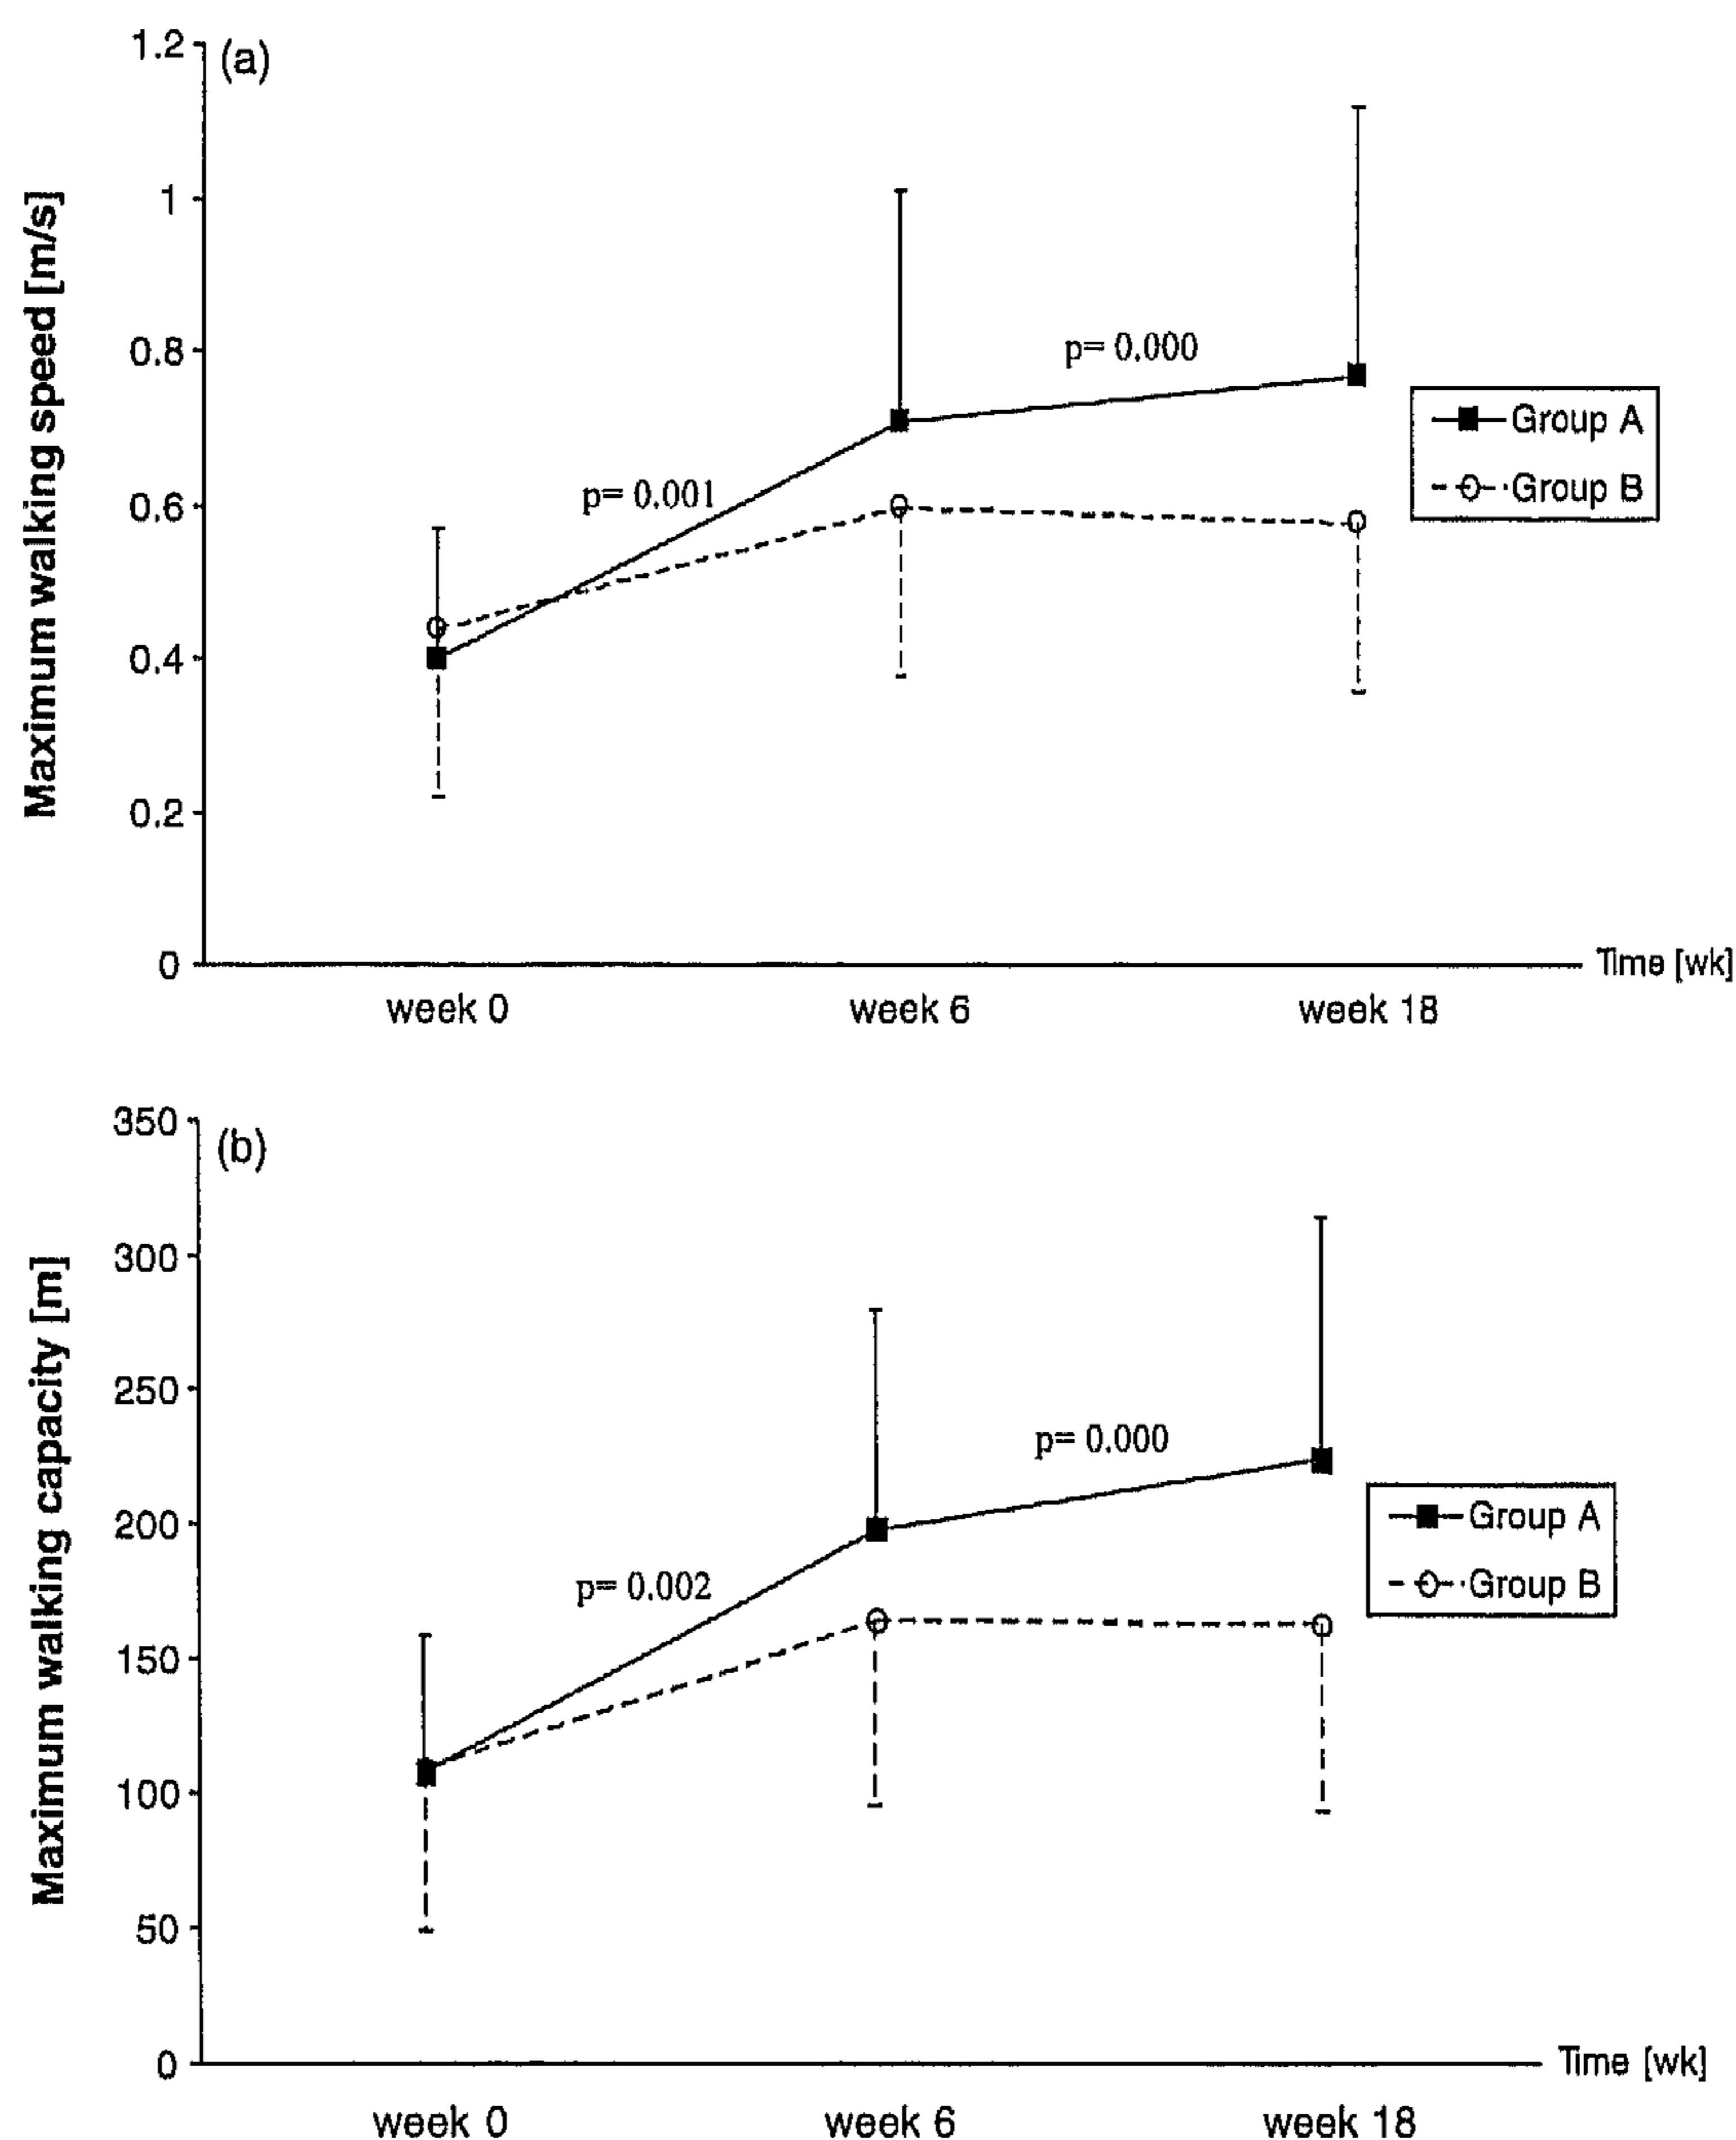 (a)
Maximum walking speed [m/s]
1.2
1
0.8
0.6
0.4
0.2
0
p= 0.001
p= 0.000
Group A
Group B
Time [wk]
week 0
week 6
week 18
(b)
Maximum walking capacity [m]
350
300
250
200
150
100
50
0
p= 0.002
p= 0.000
Group A
Group B
Time [wk]
week 0
week 6
week 18